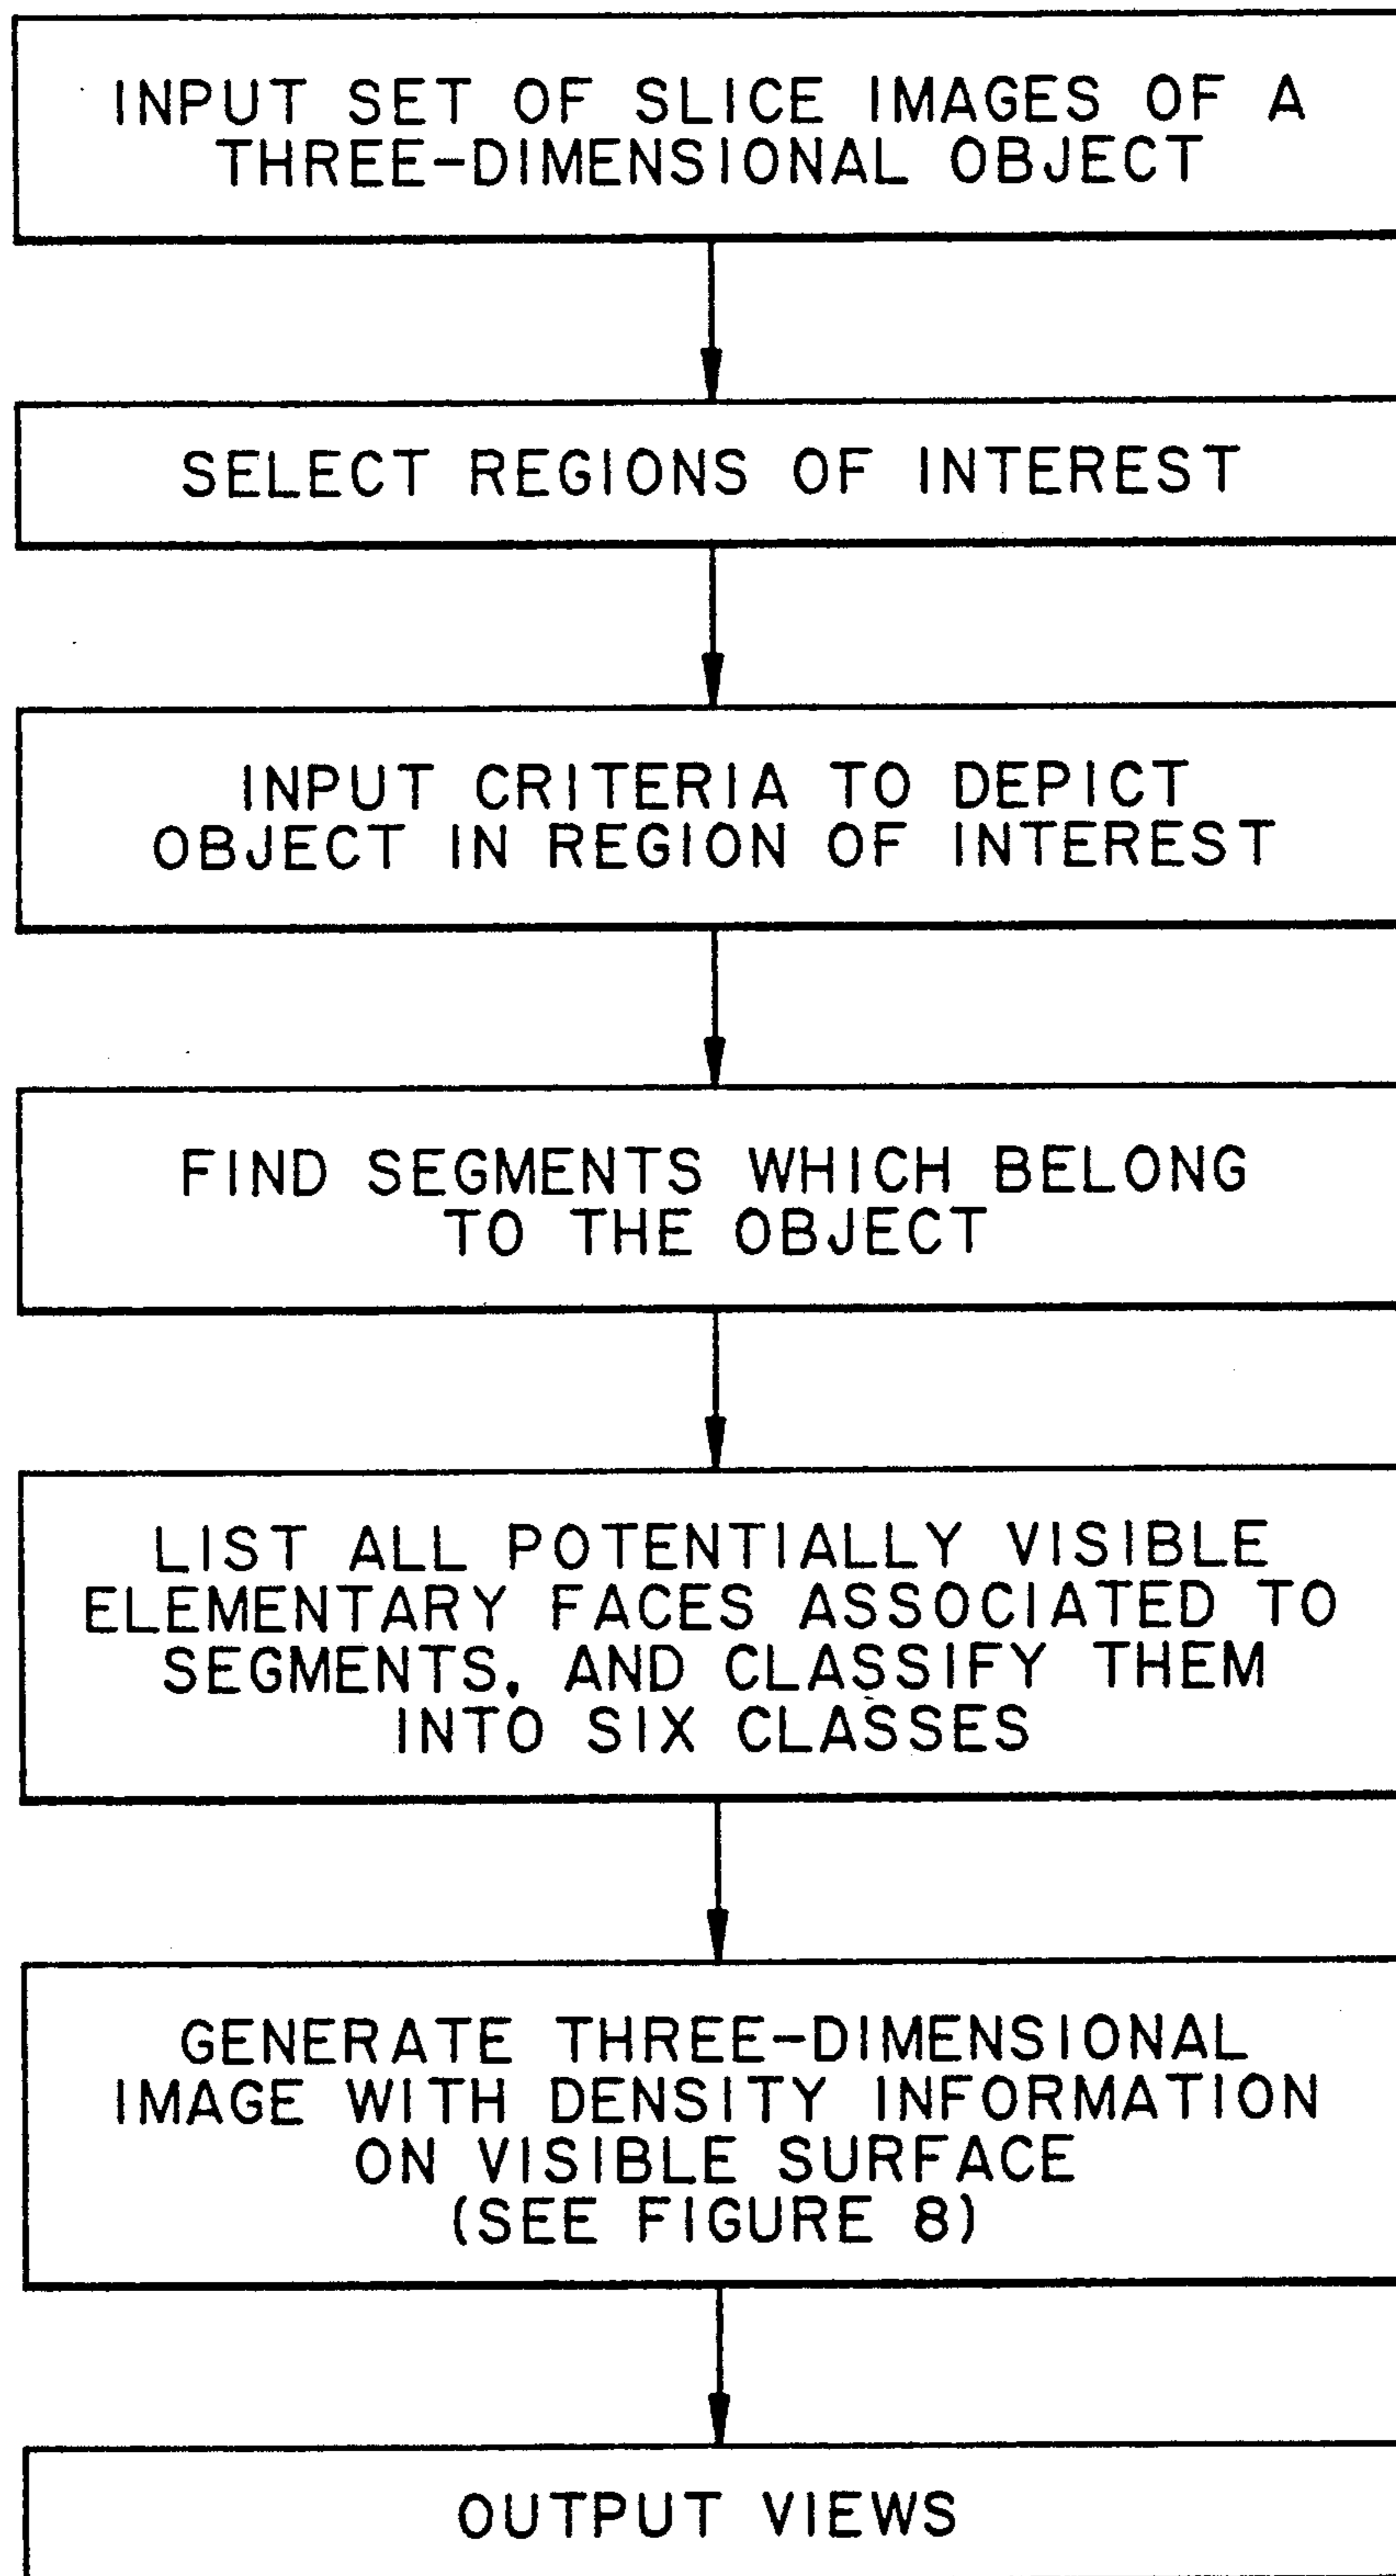 INPUT SET OF SLICE IMAGES OF A
THREE-DIMENSIONAL OBJECT
SELECT REGIONS OF INTEREST
INPUT CRITERIA TO DEPICT
OBJECT IN REGION OF INTEREST
FIND SEGMENTS WHICH BELONG
TO THE OBJECT
LIST ALL POTENTIALLY VISIBLE
ELEMENTARY FACES ASSOCIATED TO
SEGMENTS, AND CLASSIFY THEM
INTO SIX CLASSES
GENERATE THREE-DIMENSIONAL
IMAGE WITH DENSITY INFORMATION
ON VISIBLE SURFACE
(SEE FIGURE 8)
OUTPUT VIEWS